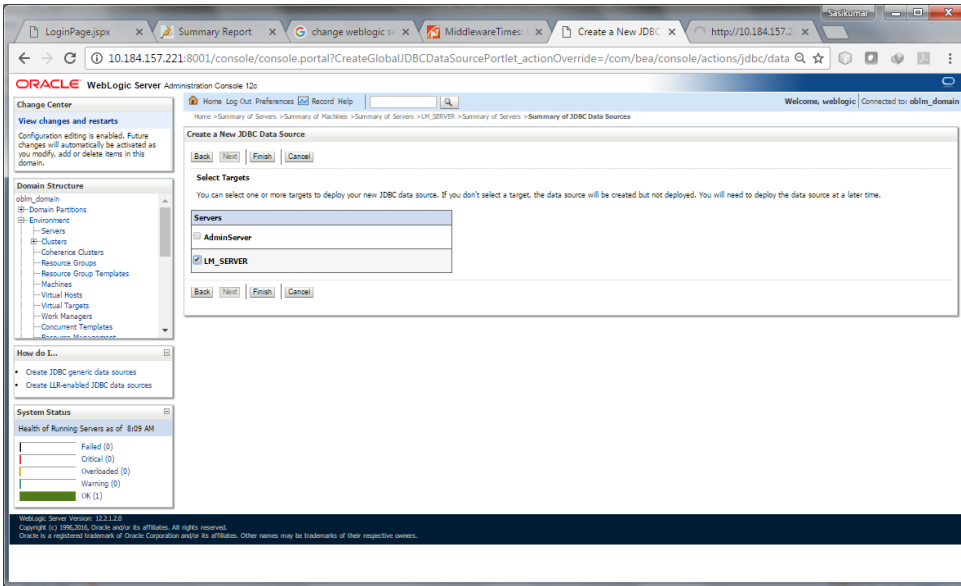 Sasikumar
LoginPage.jspx
Summary Report
change weblogic s
MiddlewareTimes:
Create a New JDBC
http://10.184.157.2
10.184.157.221:8001/console/console.portal?CreateGlobalJDBCDataSourcePortlet_actionOverride=/com/bea/console/actions/jdbc/data
ORACLE WebLogic Server Administration Console 12c
Change Center
View changes and restarts
Configuration editing is enabled. Future
changes will automatically be activated as
you modify, add or delete items in this
domain.
Domain Structure
oblm_domain
Domain Partitions
Environment
Servers
Clusters
Coherence Clusters
Resource Groups
Resource Group Templates
Machines
Virtual Hosts
Virtual Targets
Work Managers
Concurrent Templates
Resource Management
How do I...
Create JDBC generic data sources
Create LLR-enabled JDBC data sources
System Status
Health of Running Servers as of 8:09 AM
Failed (0)
Critical (0)
Overloaded (0)
Warning (0)
OK (1)
Home Log Out Preferences Record Help
Welcome, weblogic Connected to: oblm_domain
Home >Summary of Servers >Summary of Machines >Summary of Servers >LM_SERVER >Summary of Servers >Summary of JDBC Data Sources
Create a New JDBC Data Source
Back Next Finish Cancel
Select Targets
You can select one or more targets to deploy your new JDBC data source. If you don't select a target, the data source will be created but not deployed. You will need to deploy the data source at a later time.
Servers
AdminServer
LM_SERVER
Back Next Finish Cancel
WebLogic Server Version: 12.2.1.2.0
Copyright (c) 1996,2016, Oracle and/or its affiliates. All rights reserved.
Oracle is a registered trademark of Oracle Corporation and/or its affiliates. Other names may be trademarks of their respective owners.